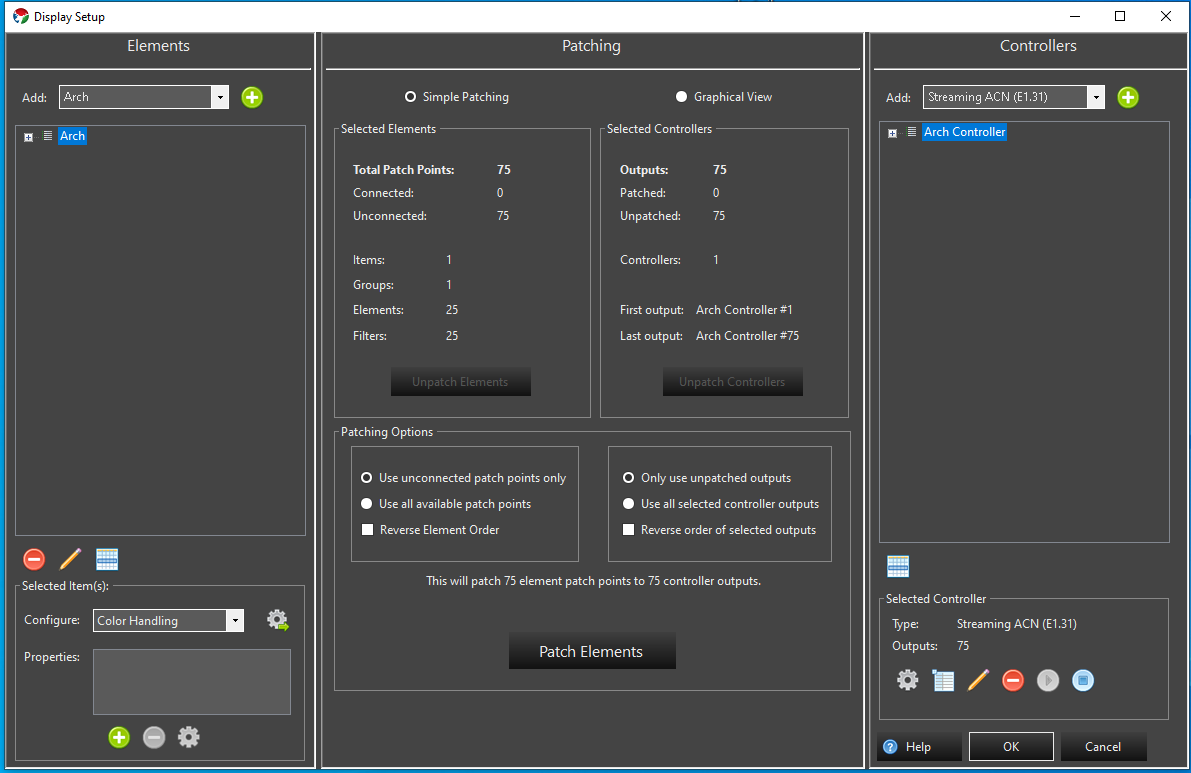 Display Setup
Elements
Add: Arch
Arch
Selected Item(s):
Configure: Color Handling
Properties:
Patching
Simple Patching Graphical View
Selected Elements
Total Patch Points: 75
Connected: 0
Unconnected: 75
Items: 1
Groups: 1
Elements: 25
Filters: 25
Unpatch Elements
Selected Controllers
Outputs: 75
Patched: 0
Unpatched: 75
Controllers: 1
First output: Arch Controller #1
Last output: Arch Controller #75
Unpatch Controllers
Patching Options
Use unconnected patch points only
Use all available patch points
Reverse Element Order
Only use unpatched outputs
Use all selected controller outputs
Reverse order of selected outputs
This will patch 75 element patch points to 75 controller outputs.
Patch Elements
Controllers
Add: Streaming ACN (E1.31)
Arch Controller
Selected Controller
Type: Streaming ACN (E1.31)
Outputs: 75
Help OK Cancel